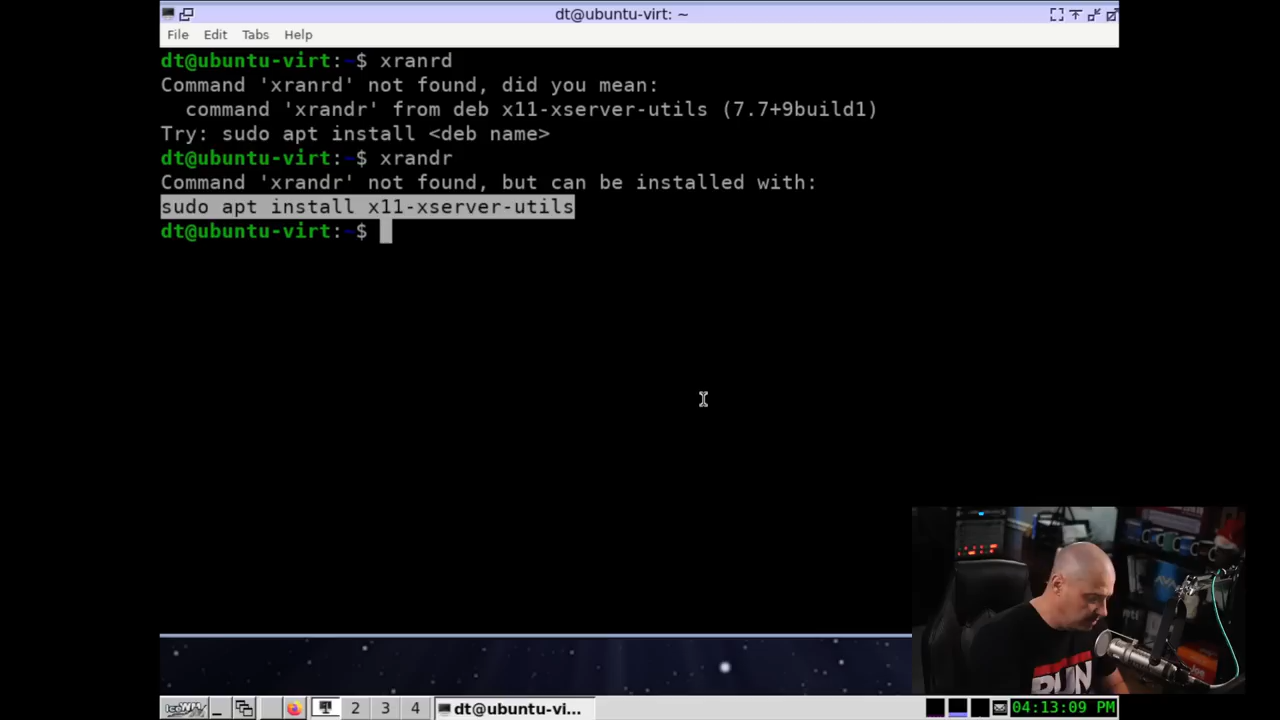 dt@ubuntu-virt: ~
File Edit Tabs Help
dt@ubuntu-virt:~$ xranrd
Command 'xranrd' not found, did you mean:
command 'xrandr' from deb x11-xserver-utils (7.7+9build1)
Try: sudo apt install <deb name>
dt@ubuntu-virt:~$ xrandr
Command 'xrandr' not found, but can be installed with:
sudo apt install x11-xserver-utils
dt@ubuntu-virt:~$
RUN
IceWM 2 3 4 dt@ubuntu-vi... 04:13:09 PM